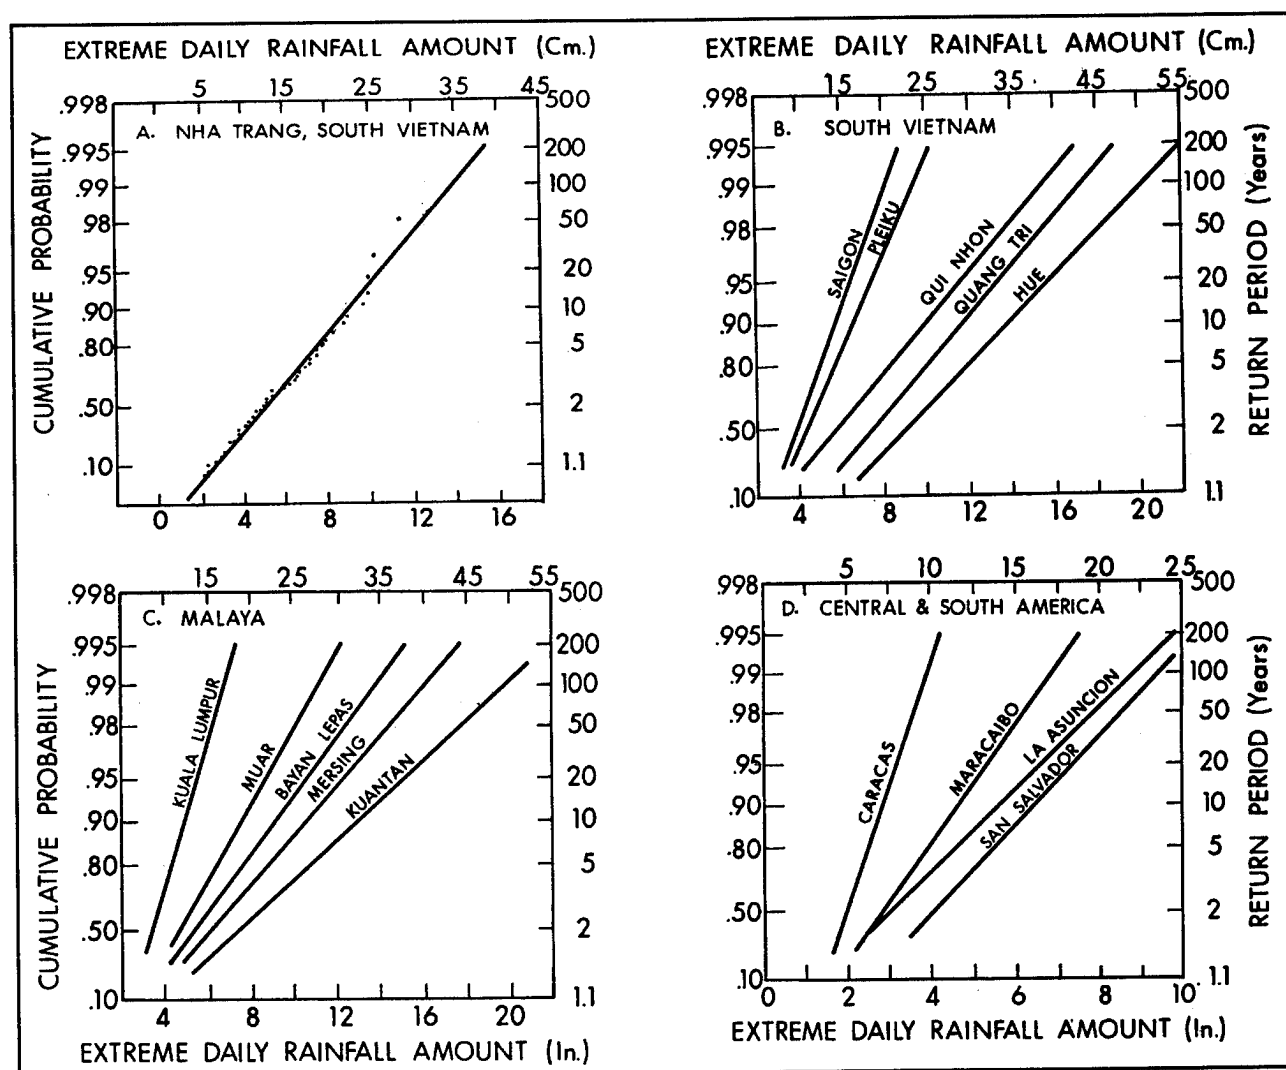 EXTREME DAILY RAINFALL AMOUNT (Cm.)
5 15 25 35 45
A. NHA TRANG, SOUTH VIETNAM
CUMULATIVE PROBABILITY
.998 500
.995 200
.99 100
.98 50
.95 20
.90 10
.80 5
.50 2
.10 1.1
0 4 8 12 16
EXTREME DAILY RAINFALL AMOUNT (Cm.)
15 25 35 45 55
B. SOUTH VIETNAM
.998 500
.995 200
.99 100
.98 50
.95 20
.90 10
.80 5
.50 2
.10 1.1
RETURN PERIOD (Years)
SAIGON
PLEIKU
QUI NHON
QUANG TRI
HUE
4 8 12 16 20
15 25 35 45 55
C. MALAYA
CUMULATIVE PROBABILITY
.998 500
.995 200
.99 100
.98 50
.95 20
.90 10
.80 5
.50 2
.10 1.1
KUALA LUMPUR
MUAR
BAYAN LEPAS
MERSING
KUANTAN
4 8 12 16 20
EXTREME DAILY RAINFALL AMOUNT (In.)
5 10 15 20 25
D. CENTRAL & SOUTH AMERICA
.998 500
.995 200
.99 100
.98 50
.95 20
.90 10
.80 5
.50 2
.10 1.1
RETURN PERIOD (Years)
CARACAS
MARACAIBO
LA ASUNCION
SAN SALVADOR
0 2 4 6 8 10
EXTREME DAILY RAINFALL AMOUNT (In.)